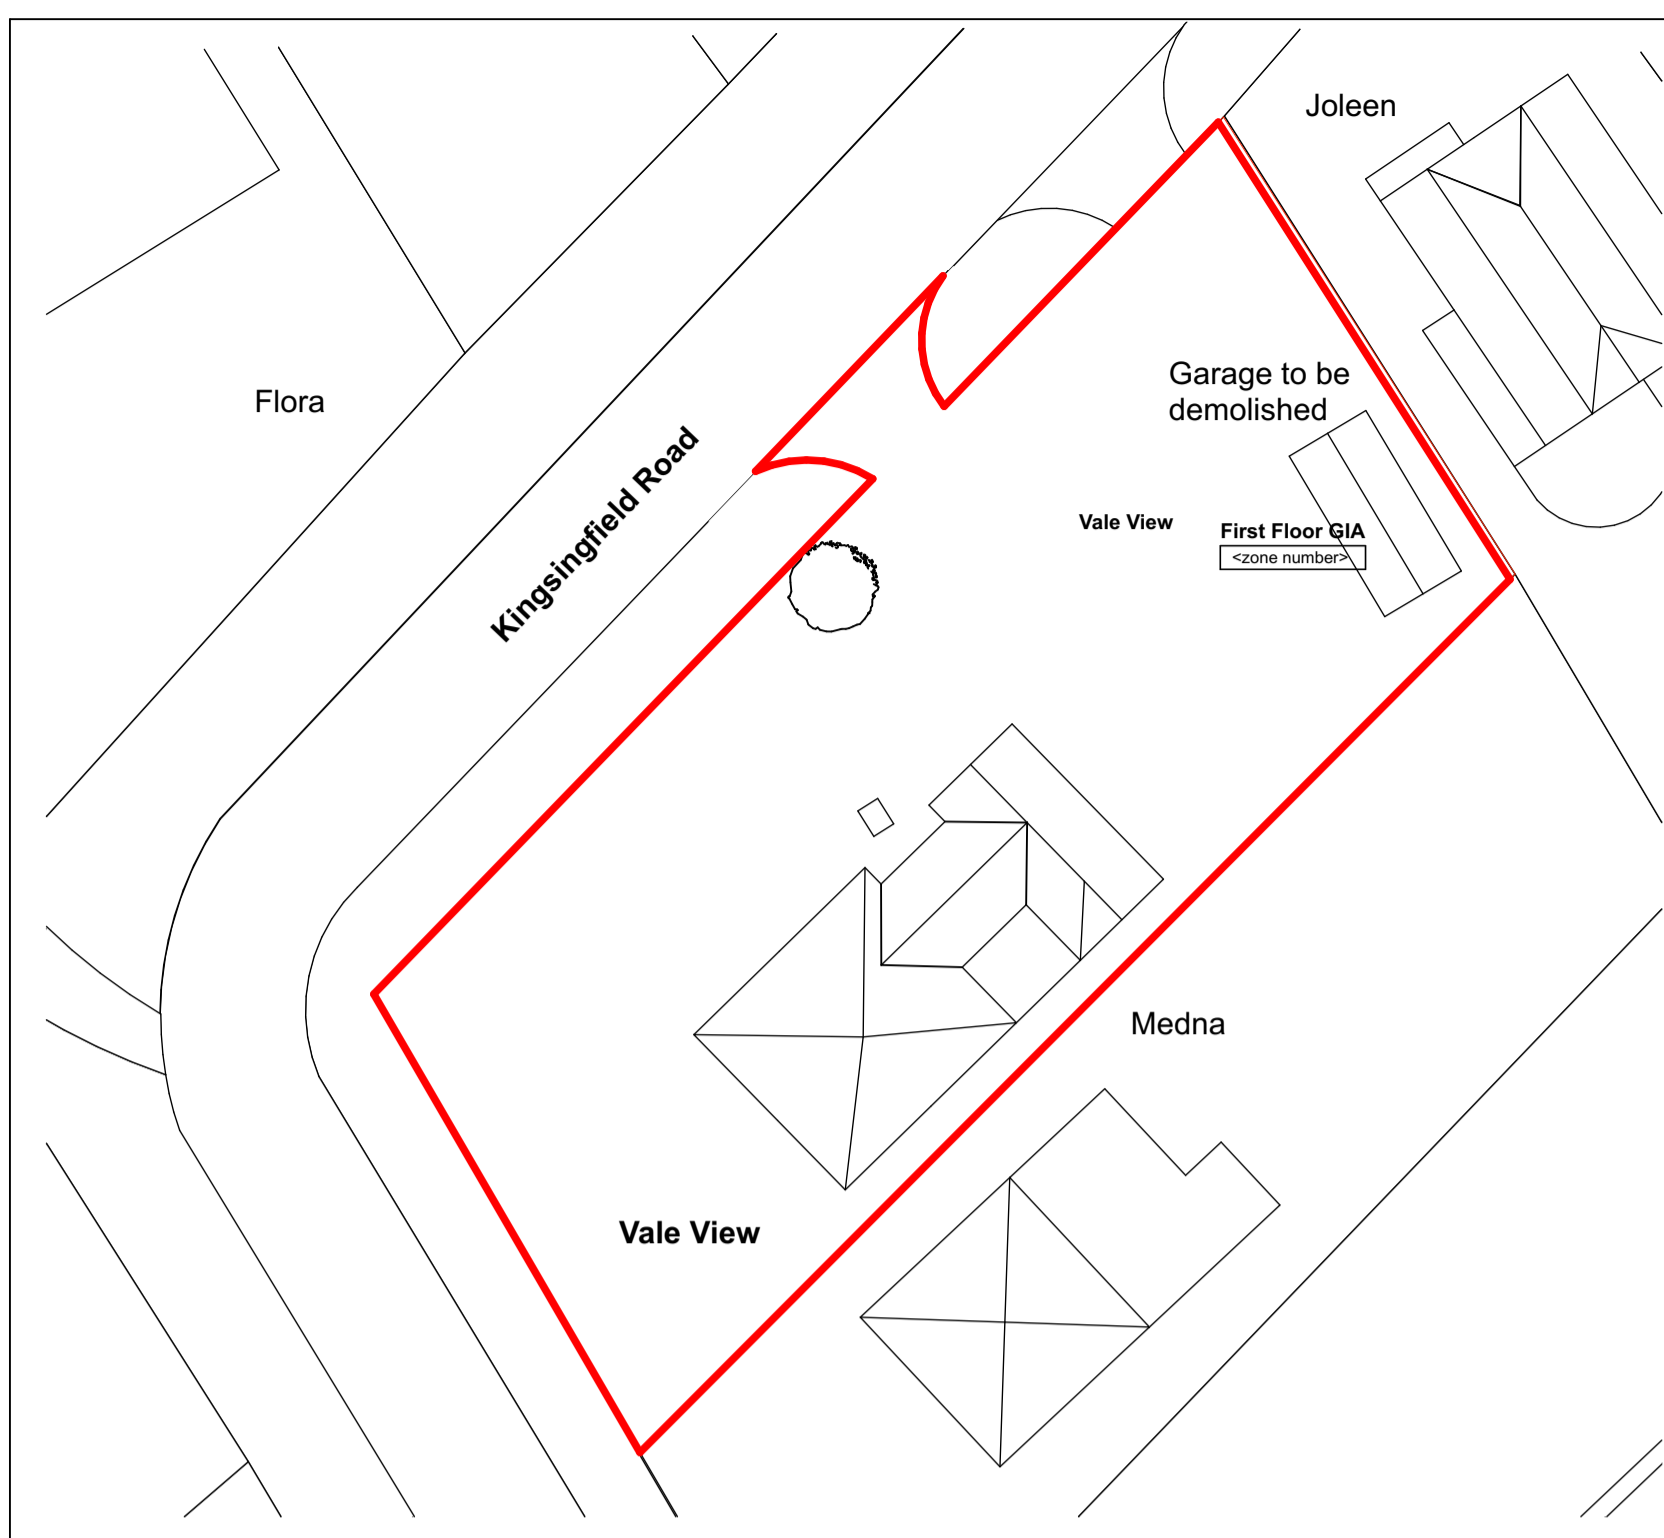 Joleen
Garage to be
demolished
Flora
Kingsingfield Road
Vale View
First Floor GIA
<zone number>
Medna
Vale View